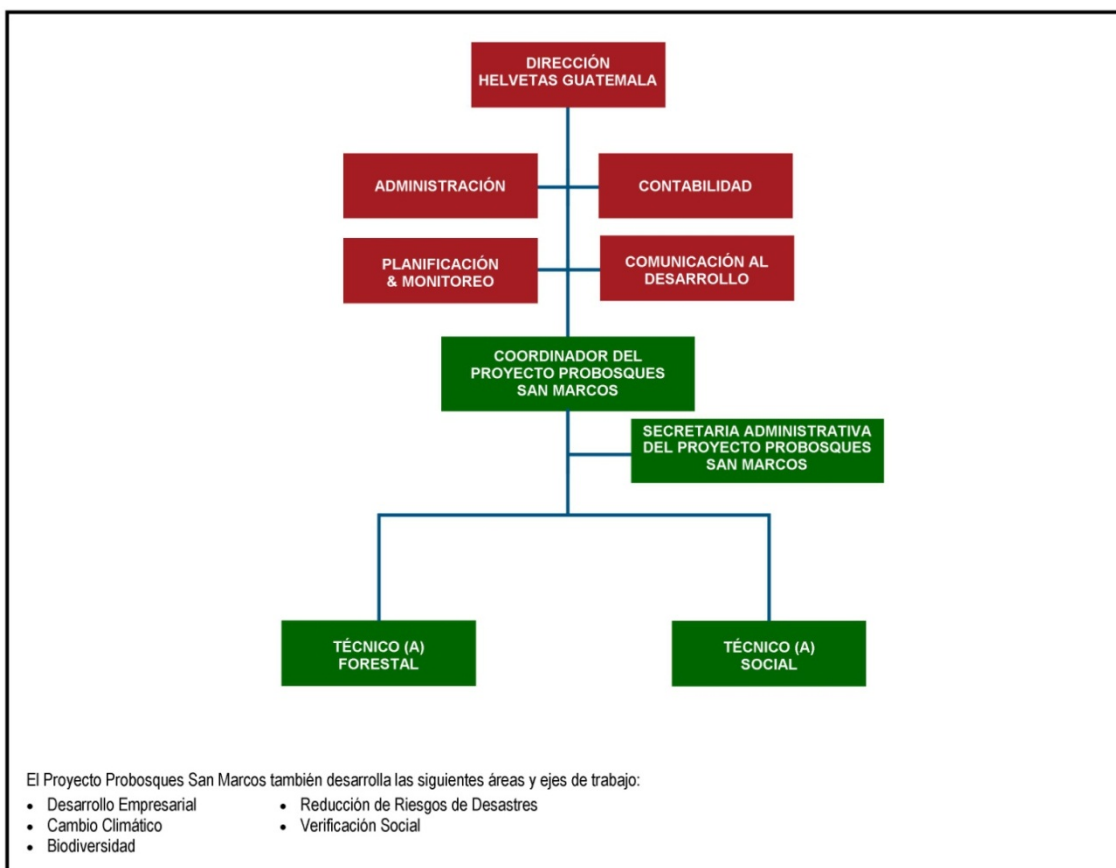 DIRECCIÓN
HELVETAS GUATEMALA
ADMINISTRACIÓN
CONTABILIDAD
PLANIFICACIÓN
& MONITOREO
COMUNICACIÓN AL
DESARROLLO
COORDINADOR DEL
PROYECTO PROBOSQUES
SAN MARCOS
SECRETARIA ADMINISTRATIVA
DEL PROYECTO PROBOSQUES
SAN MARCOS
TÉCNICO (A)
FORESTAL
TÉCNICO (A)
SOCIAL
El Proyecto Probosques San Marcos también desarrolla las siguientes áreas y ejes de trabajo:
• Desarrollo Empresarial
• Cambio Climático
• Biodiversidad
• Reducción de Riesgos de Desastres
• Verificación Social